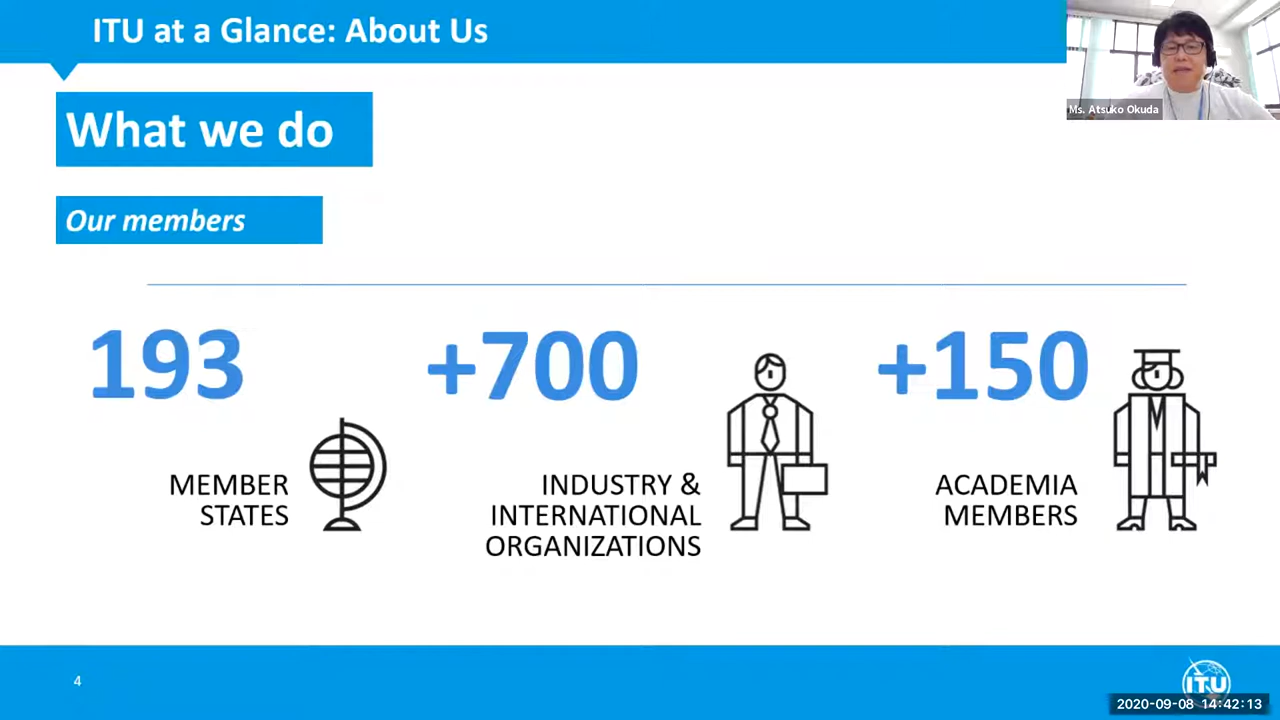 ITU at a Glance: About Us
Ms. Atsuko Okuda
What we do
Our members
193
+700
+150
MEMBER
STATES
INDUSTRY &
INTERNATIONAL
ORGANIZATIONS
ACADEMIA
MEMBERS
4
ITU
2020-09-08 14:42:13